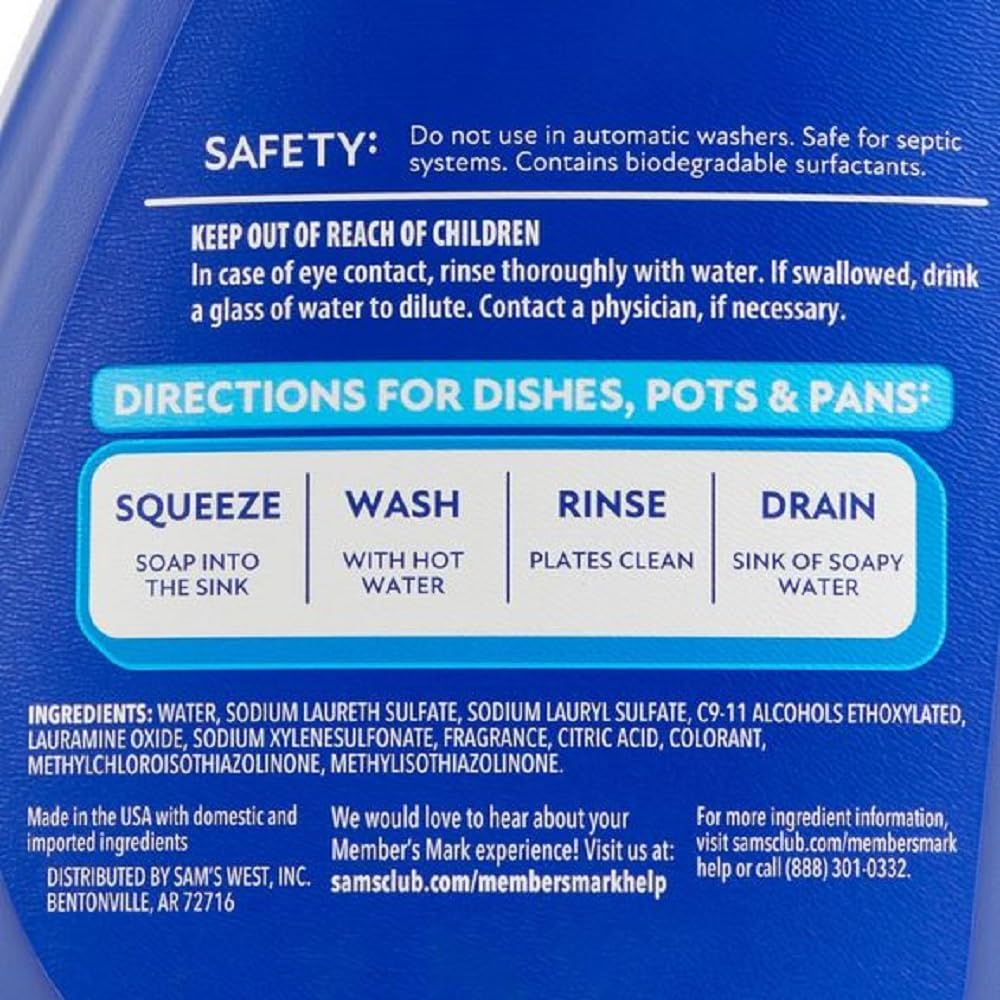 SAFETY:
Do not use in automatic washers. Safe for septic
systems. Contains biodegradable surfactants.
KEEP OUT OF REACH OF CHILDREN
In case of eye contact, rinse thoroughly with water. If swallowed, drink
a glass of water to dilute. Contact a physician, if necessary.
DIRECTIONS FOR DISHES, POTS & PANS:
SQUEEZE
SOAP INTO
THE SINK
WASH
WITH HOT
WATER
RINSE
PLATES CLEAN
DRAIN
SINK OF SOAPY
WATER
INGREDIENTS: WATER, SODIUM LAURETH SULFATE, SODIUM LAURYL SULFATE, C9-11 ALCOHOLS ETHOXYLATED,
LAURAMINE OXIDE, SODIUM XYLENESULFONATE, FRAGRANCE, CITRIC ACID, COLORANT,
METHYLCHLOROISOTHIAZOLINONE, METHYLISOTHIAZOLINONE.
Made in the USA with domestic and
imported ingredients
DISTRIBUTED BY SAM'S WEST, INC.
BENTONVILLE, AR 72716
We would love to hear about your
Member's Mark experience! Visit us at:
samsclub.com/membersmarkhelp
For more ingredient information,
visit samsclub.com/membersmark
help or call (888) 301-0332.